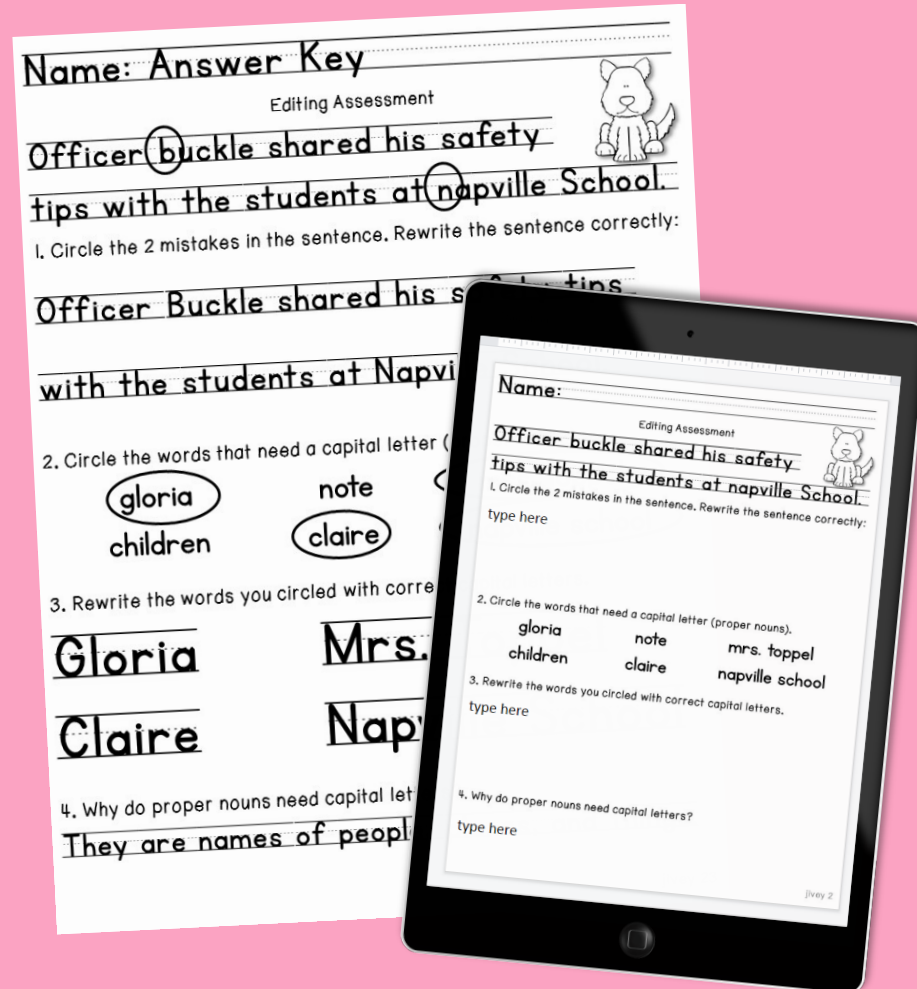 Name: Answer Key
Editing Assessment
Officer buckle shared his safety
tips with the students at napville School.
1. Circle the 2 mistakes in the sentence. Rewrite the sentence correctly:
Officer Buckle shared his safety tips
with the students at Napvi
2. Circle the words that need a capital letter (
gloria note
children claire
3. Rewrite the words you circled with corre
Gloria Mrs.
Claire Nap
4. Why do proper nouns need capital let
They are names of peopl
Name:
Editing Assessment
Officer buckle shared his safety
tips with the students at napville School.
1. Circle the 2 mistakes in the sentence. Rewrite the sentence correctly:
type here
2. Circle the words that need a capital letter (proper nouns).
gloria note mrs. toppel
children claire napville school
3. Rewrite the words you circled with correct capital letters.
type here
4. Why do proper nouns need capital letters?
type here
jivey 2